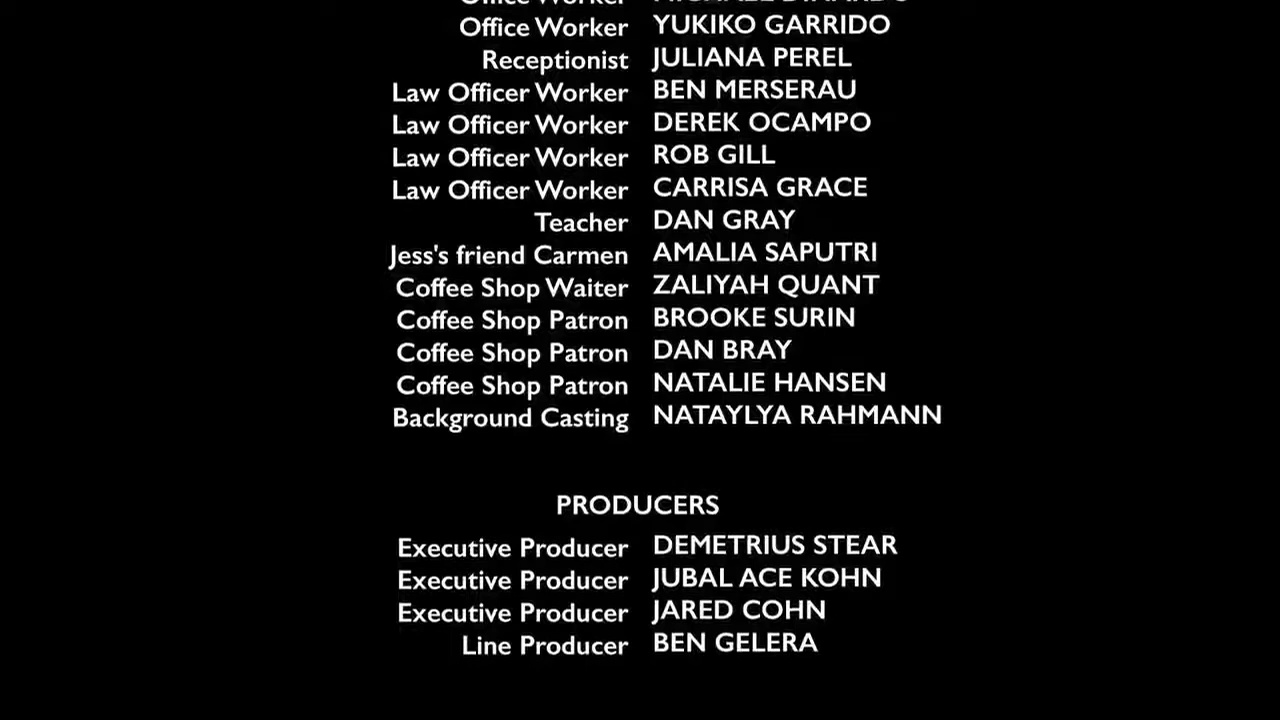 Office Worker YUKIKO GARRIDO
Receptionist JULIANA PEREL
Law Officer Worker BEN MERSERAU
Law Officer Worker DEREK OCAMPO
Law Officer Worker ROB GILL
Law Officer Worker CARRISA GRACE
Teacher DAN GRAY
Jess's friend Carmen AMALIA SAPUTRI
Coffee Shop Waiter ZALIYAH QUANT
Coffee Shop Patron BROOKE SURIN
Coffee Shop Patron DAN BRAY
Coffee Shop Patron NATALIE HANSEN
Background Casting NATAYLYA RAHMANN
PRODUCERS
Executive Producer DEMETRIUS STEAR
Executive Producer JUBAL ACE KOHN
Executive Producer JARED COHN
Line Producer BEN GELERA